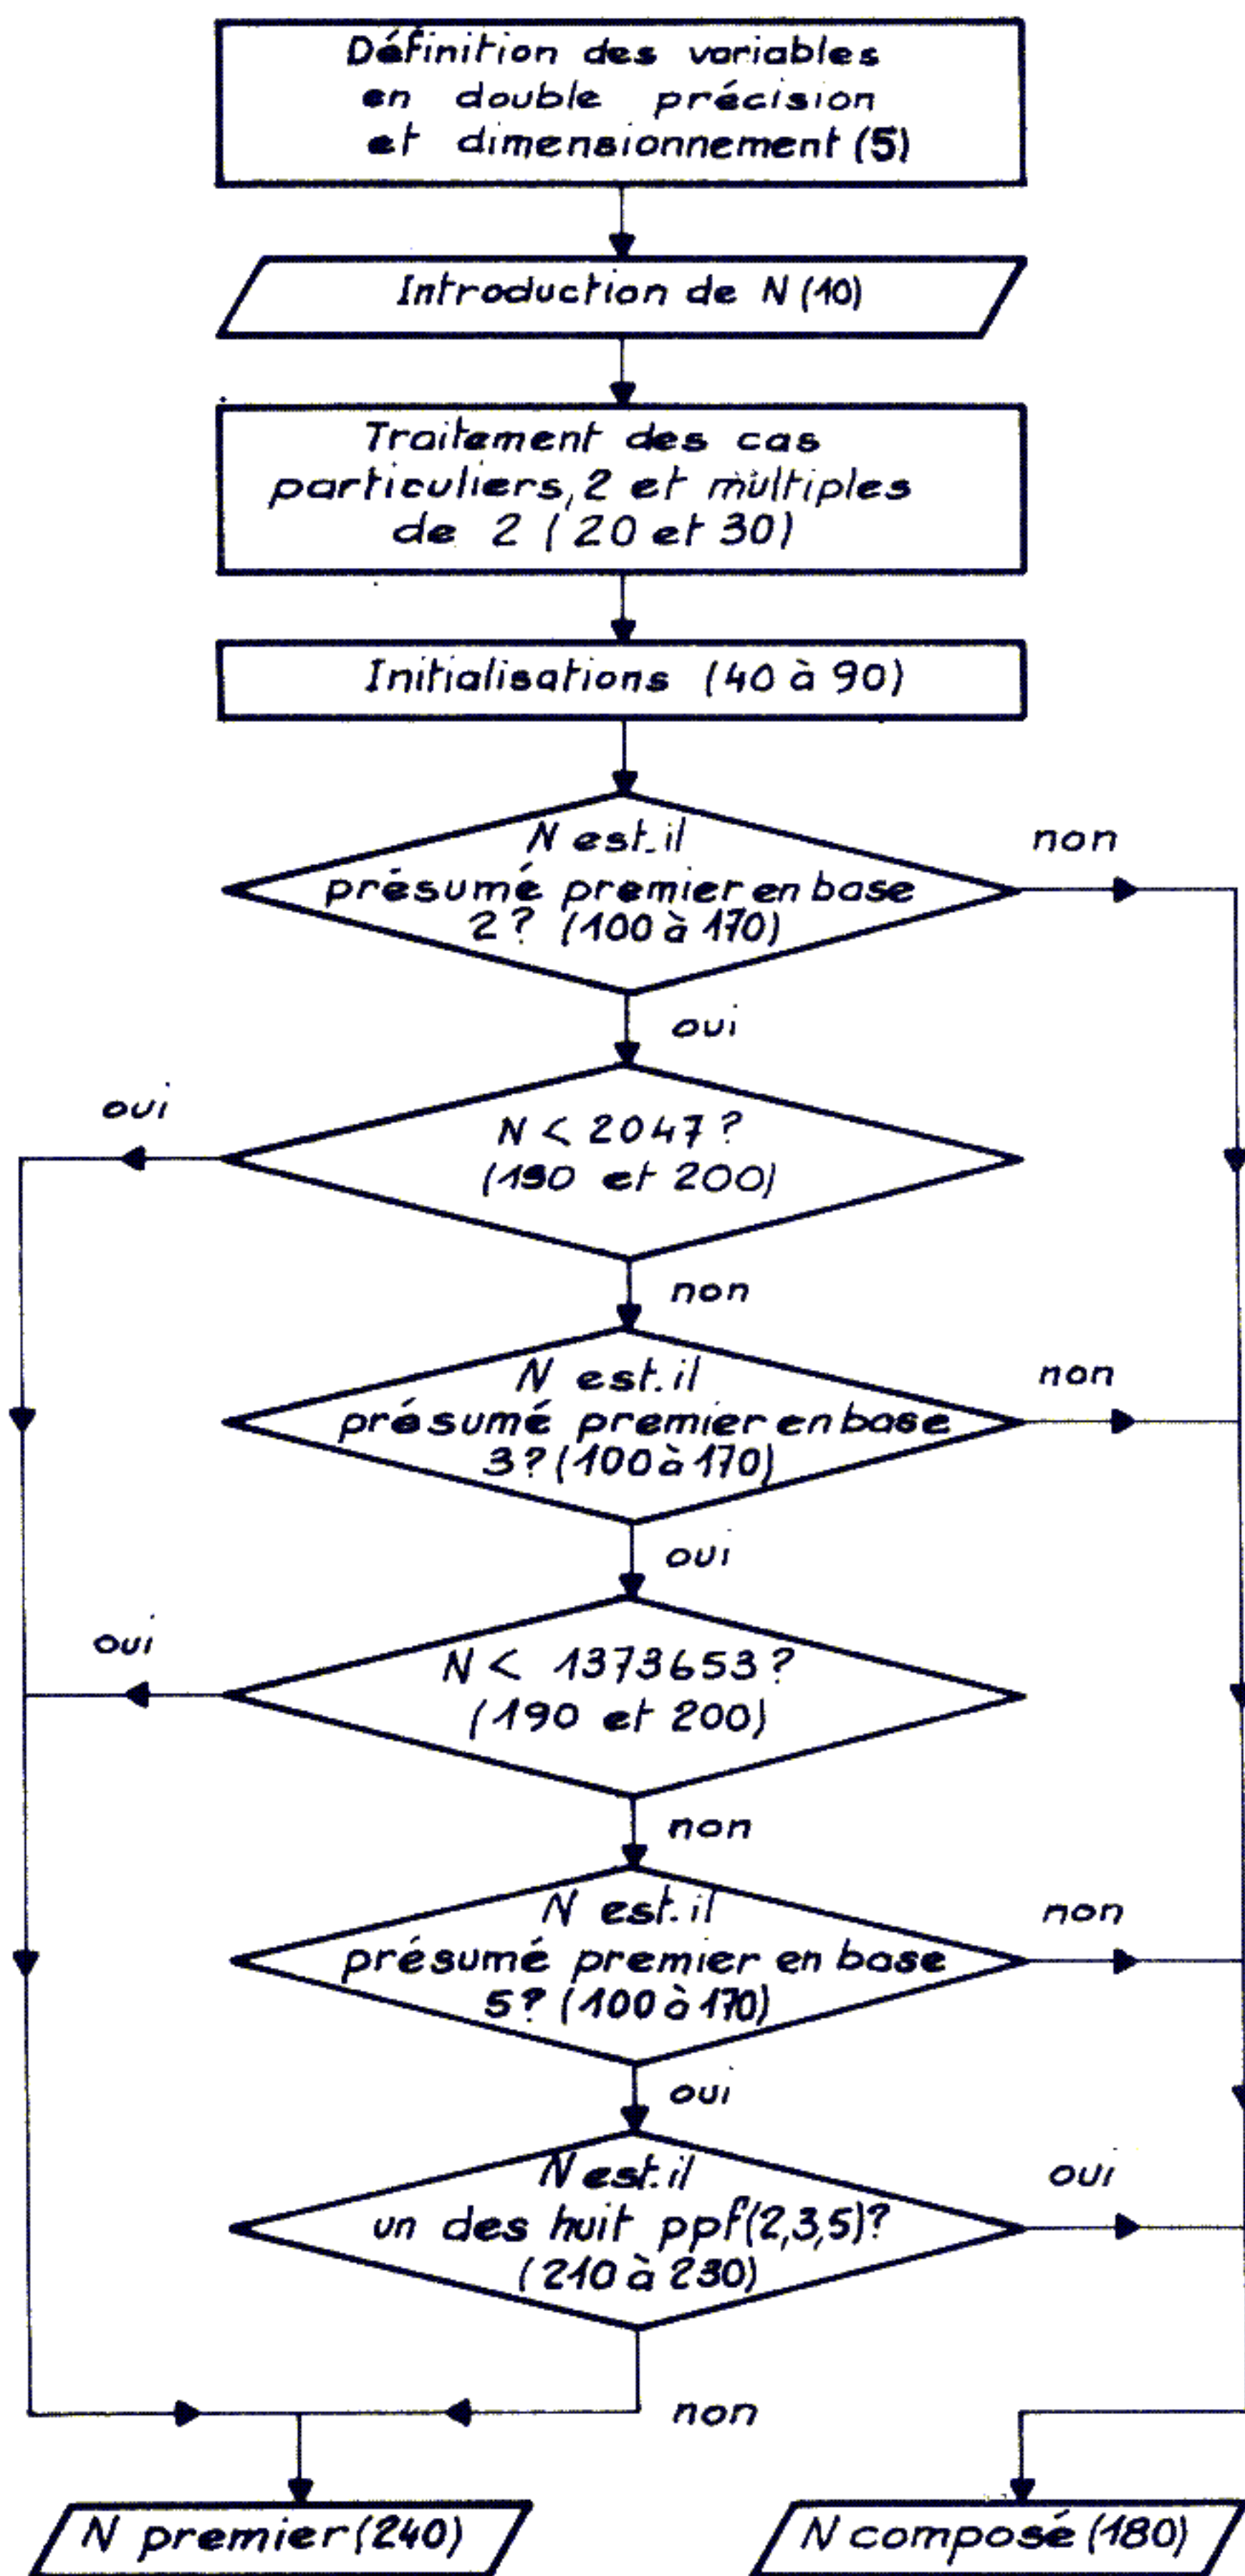 Définition des variables
en double précision
et dimensionnement (5)
Introduction de N (10)
Traitement des cas
particuliers, 2 et multiples
de 2 (20 et 30)
Initialisations (40 à 90)
N est-il
présumé premier en base
2? (100 à 170)
non
oui
oui
N < 2047?
(190 et 200)
non
N est-il
présumé premier en base
3? (100 à 170)
non
oui
oui
N < 1373653?
(190 et 200)
non
N est-il
présumé premier en base
5? (100 à 170)
non
oui
N est-il
un des huit ppf(2,3,5)?
(210 à 230)
oui
non
N premier (240)
N composé (180)